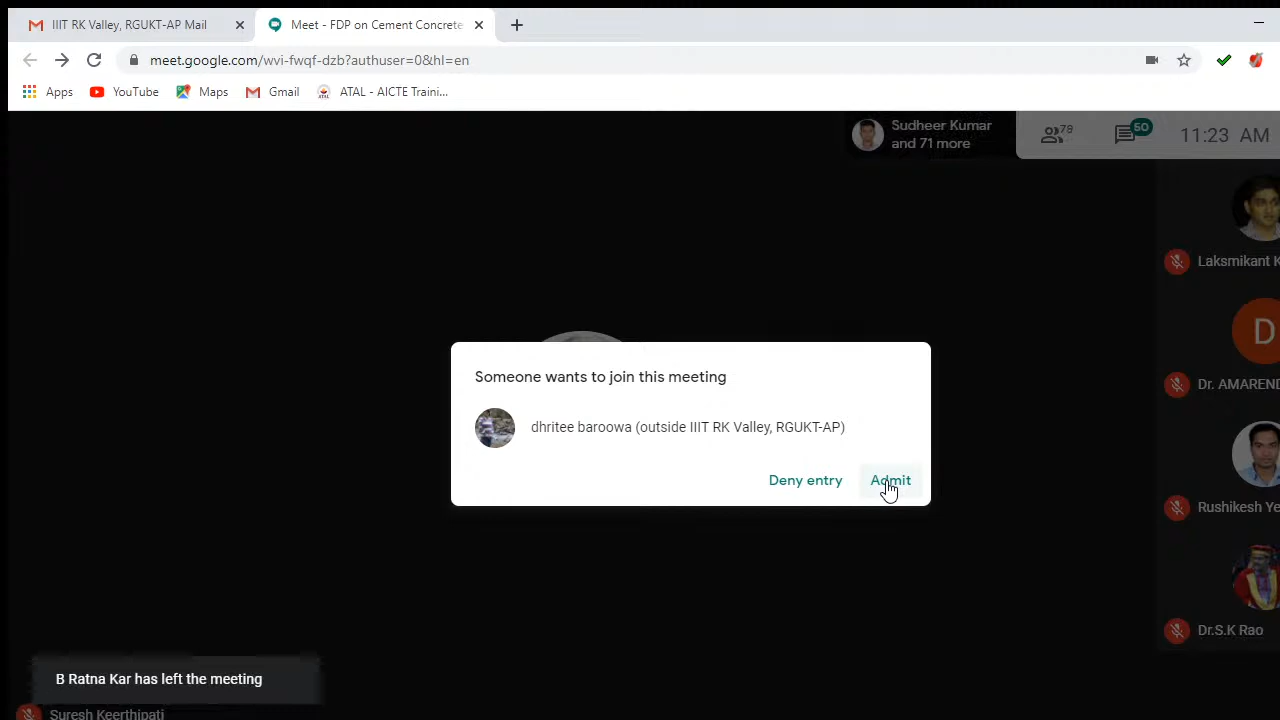 IIIT RK Valley, RGUKT-AP Mail
Meet - FDP on Cement Concrete
meet.google.com/wvi-fwqf-dzb?authuser=0&hl=en
Apps
YouTube
Maps
Gmail
ATAL - AICTE Traini...
Sudheer Kumar
and 71 more
78
50
11:23 AM
Laksmikant K
Someone wants to join this meeting
D
Dr. AMAREND
dhritee baroowa (outside IIIT RK Valley, RGUKT-AP)
Deny entry
Admit
Rushikesh Ye
Dr.S.K Rao
B Ratna Kar has left the meeting
Suresh Keerthipati